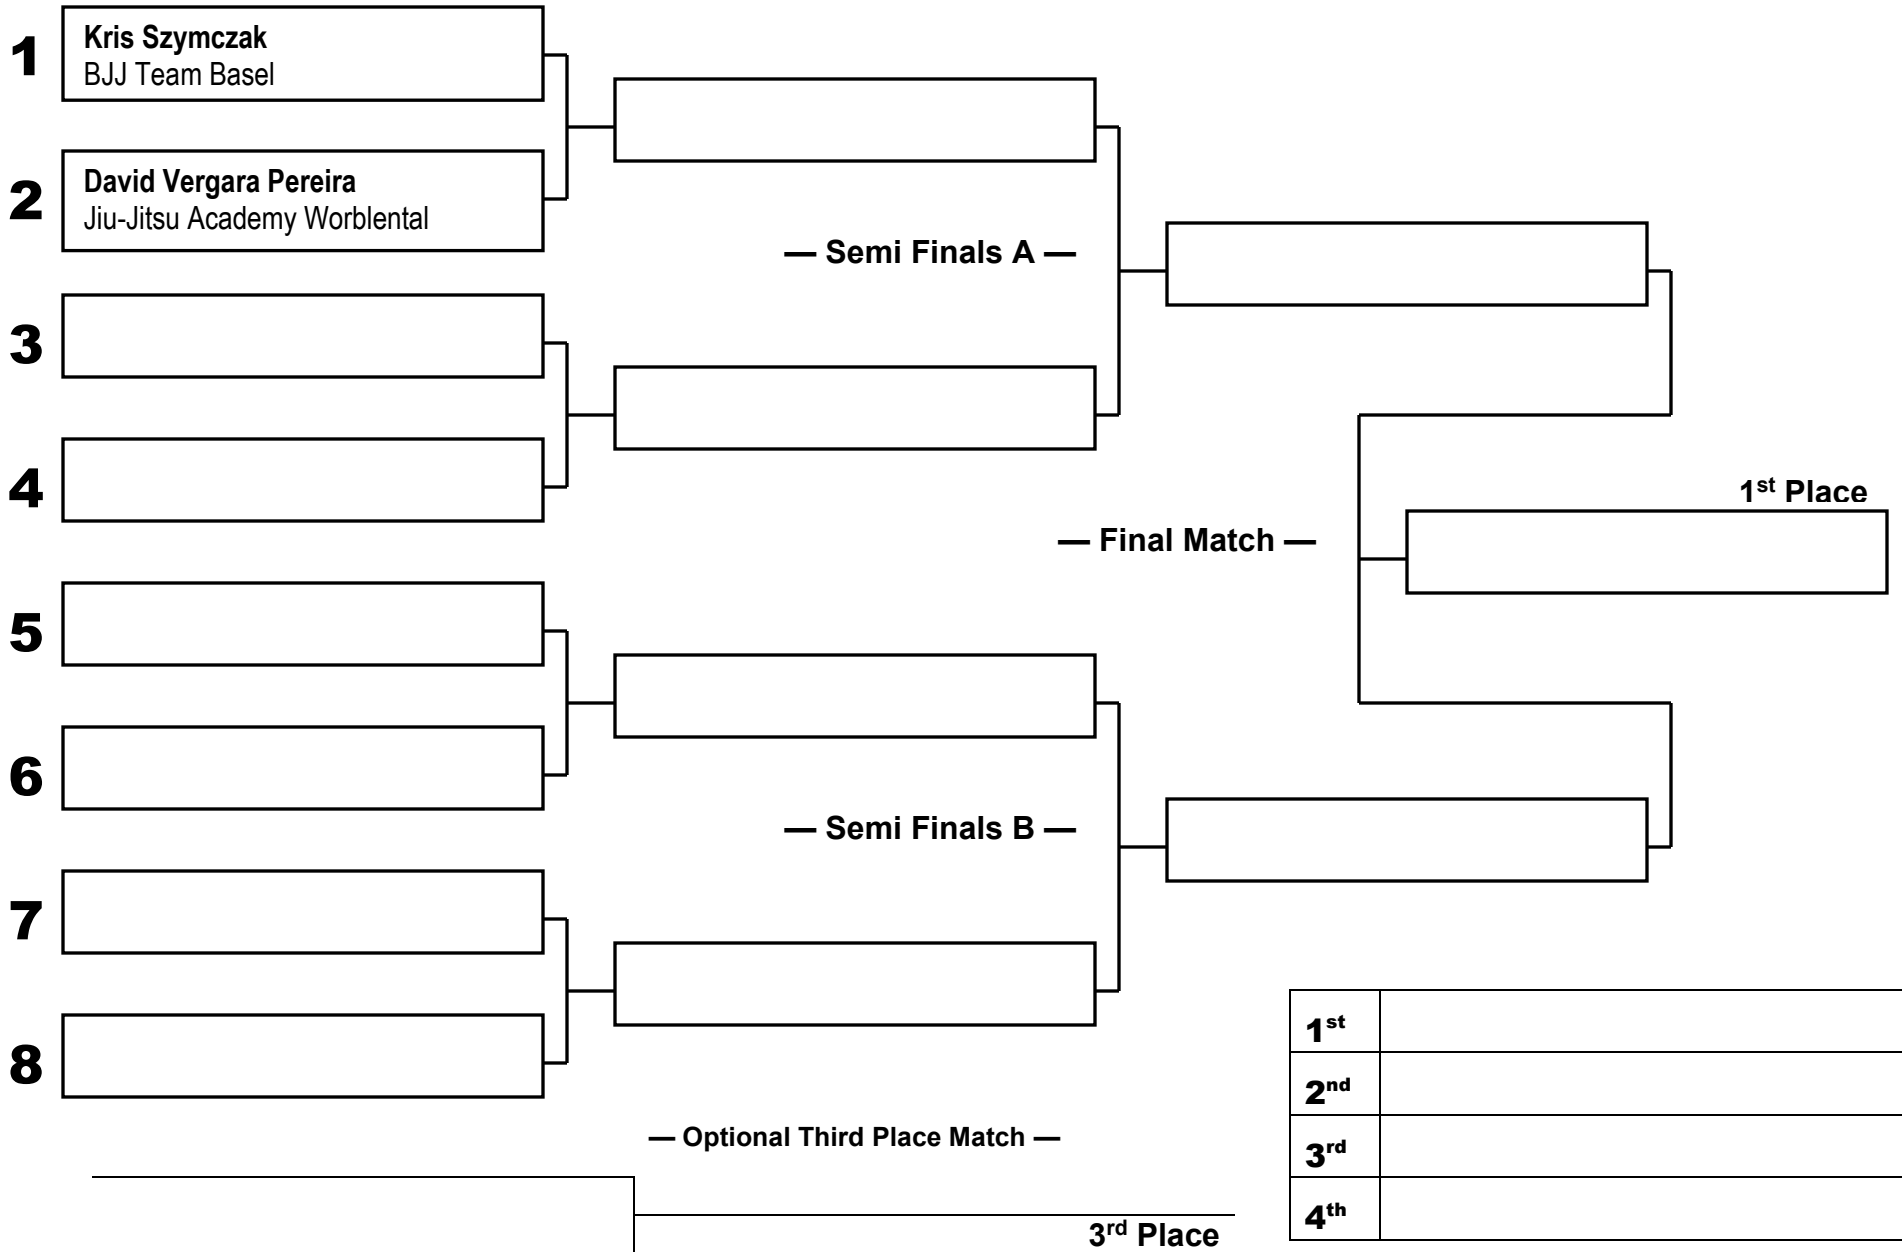 1
Kris Szymczak
BJJ Team Basel
2
David Vergara Pereira
Jiu-Jitsu Academy Worblental
— Semi Finals A —
3
4
1st Place
— Final Match —
5
6
— Semi Finals B —
7
8
— Optional Third Place Match —
3rd Place
1st
2nd
3rd
4th